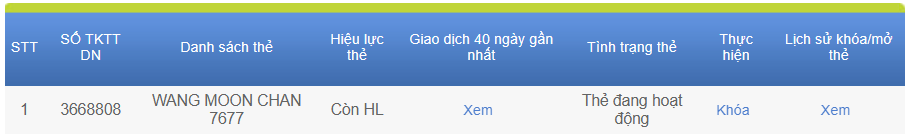 STT
SỐ TKTT
DN
Danh sách thẻ
Hiệu lực
thẻ
Giao dịch 40 ngày gần
nhất
Tình trạng thẻ
Thực
hiện
Lịch sử khóa/mở
thẻ
1
3668808
WANG MOON CHAN
7677
Còn HL
Xem
Thẻ đang hoạt
động
Khóa
Xem